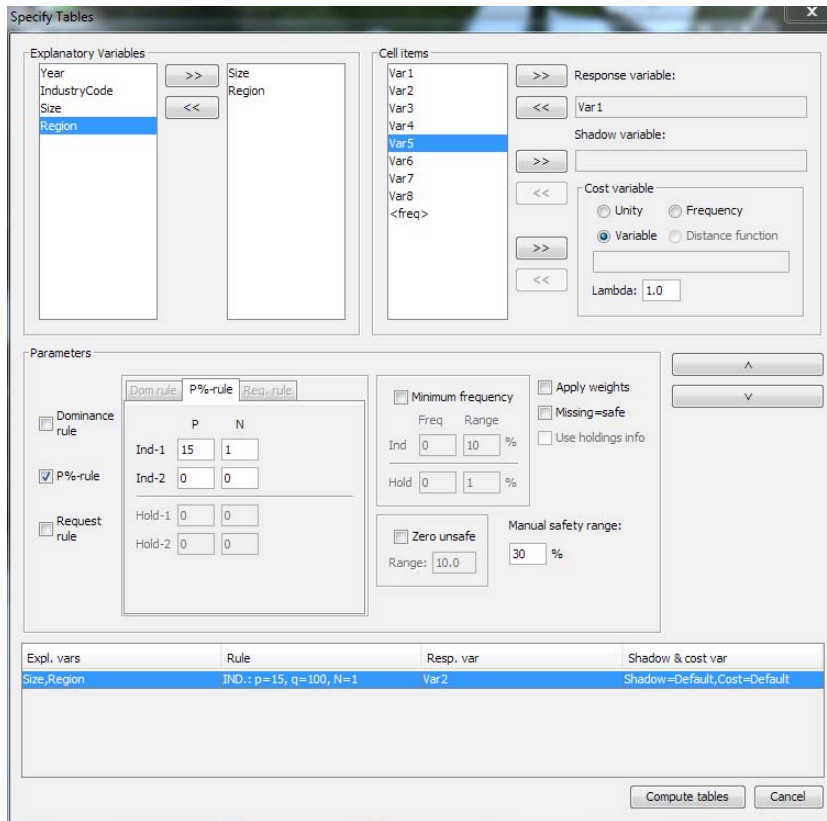 Specify Tables
x
Explanatory Variables
Year
IndustryCode
Size
Region
>>
<<
Size
Region
Cell items
Var1
Var2
Var3
Var4
Var5
Var6
Var7
Var8
<freq>
>>
<<
>>
<<
>>
<<
Response variable:
Var1
Shadow variable:
Cost variable
Unity Frequency
Variable Distance function
Lambda: 1.0
Parameters
Dominance
rule
P%-rule
Request
rule
Dom rule P%-rule Req. rule
P N
Ind-1 15 1
Ind-2 0 0
Hold-1 0 0
Hold-2 0 0
Minimum frequency
Freq Range
Ind 0 10 %
Hold 0 1 %
Zero unsafe
Range: 10.0
Apply weights
Missing=safe
Use holdings info
Manual safety range:
30 %
^
v
Expl. vars Rule Resp. var Shadow & cost var
Size,Region IND.: p=15, q=100, N=1 Var2 Shadow=Default,Cost=Default
Compute tables Cancel